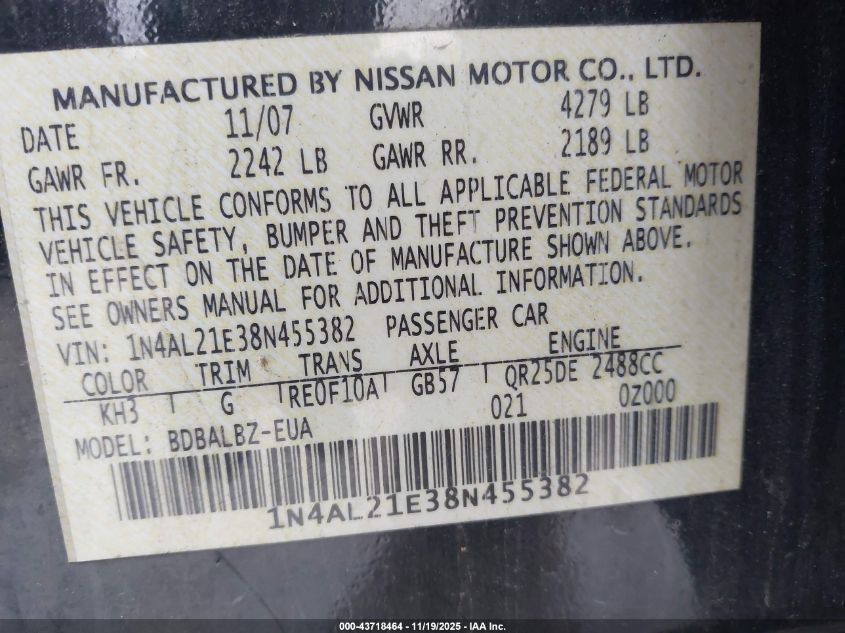 MANUFACTURED BY NISSAN MOTOR CO., LTD.
DATE 11/07 GVWR 4279 LB
GAWR FR. 2242 LB GAWR RR. 2189 LB
THIS VEHICLE CONFORMS TO ALL APPLICABLE FEDERAL MOTOR
VEHICLE SAFETY, BUMPER AND THEFT PREVENTION STANDARDS
IN EFFECT ON THE DATE OF MANUFACTURE SHOWN ABOVE.
SEE OWNERS MANUAL FOR ADDITIONAL INFORMATION.
VIN: 1N4AL21E38N455382 PASSENGER CAR
COLOR TRIM TRANS AXLE ENGINE
KH3 G RE0F10A GB57 QR25DE 2488CC
021 0Z000
MODEL: BDBALBZ-EUA
1N4AL21E38N455382
000-43718464 - 11/19/2025 - IAA Inc.